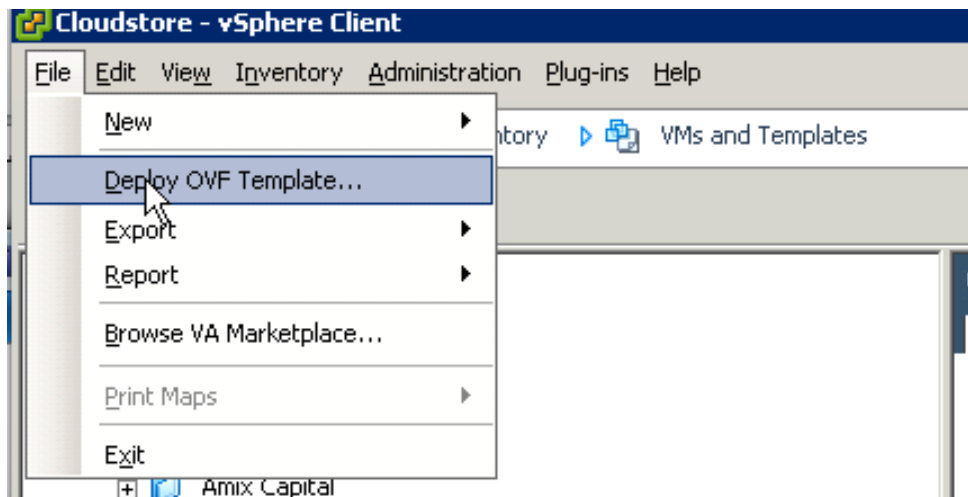 Cloudstore - vSphere Client
File Edit View Inventory Administration Plug-ins Help
New
ntory VMs and Templates
Deploy OVF Template...
Export
Report
Browse VA Marketplace...
Print Maps
Exit
Amix Capital